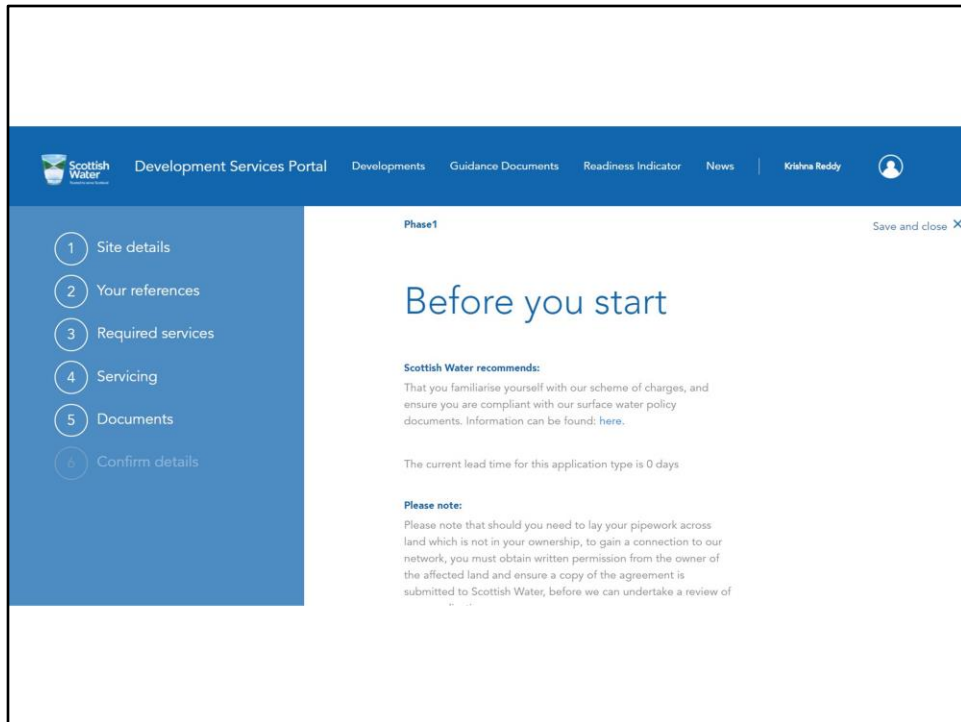 Scottish
Water
Development Services Portal
Developments
Guidance Documents
Readiness Indicator
News
Krishna Reddy
1 Site details
2 Your references
3 Required services
4 Servicing
5 Documents
6 Confirm details
Phase1
Save and close X
Before you start
Scottish Water recommends:
That you familiarise yourself with our scheme of charges, and
ensure you are compliant with our surface water policy
documents. Information can be found: here.
The current lead time for this application type is 0 days
Please note:
Please note that should you need to lay your pipework across
land which is not in your ownership, to gain a connection to our
network, you must obtain written permission from the owner of
the affected land and ensure a copy of the agreement is
submitted to Scottish Water, before we can undertake a review of